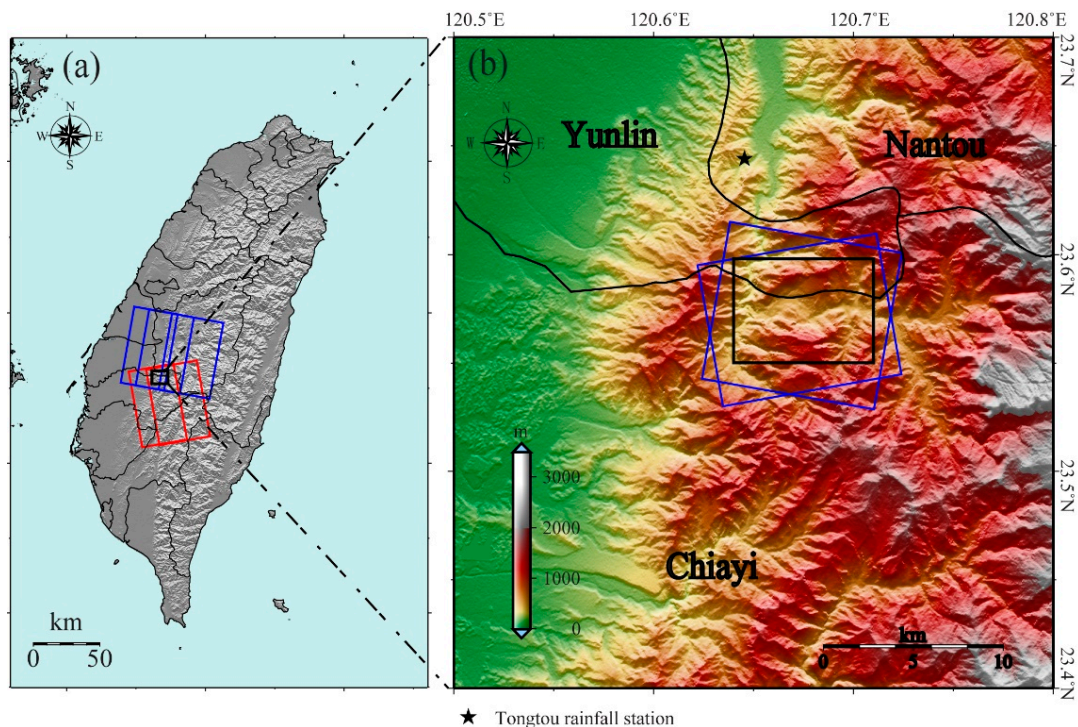 120.5°E 120.6°E 120.7°E 120.8°E
(a)
(b)
N
W E
S
N
W E
S
Yunlin
Nantou
23.7°N
23.6°N
m
3000
2000
1000
0
23.5°N
Chiayi
km
0 50
km
0 5 10
23.4°N
★ Tongtou rainfall station